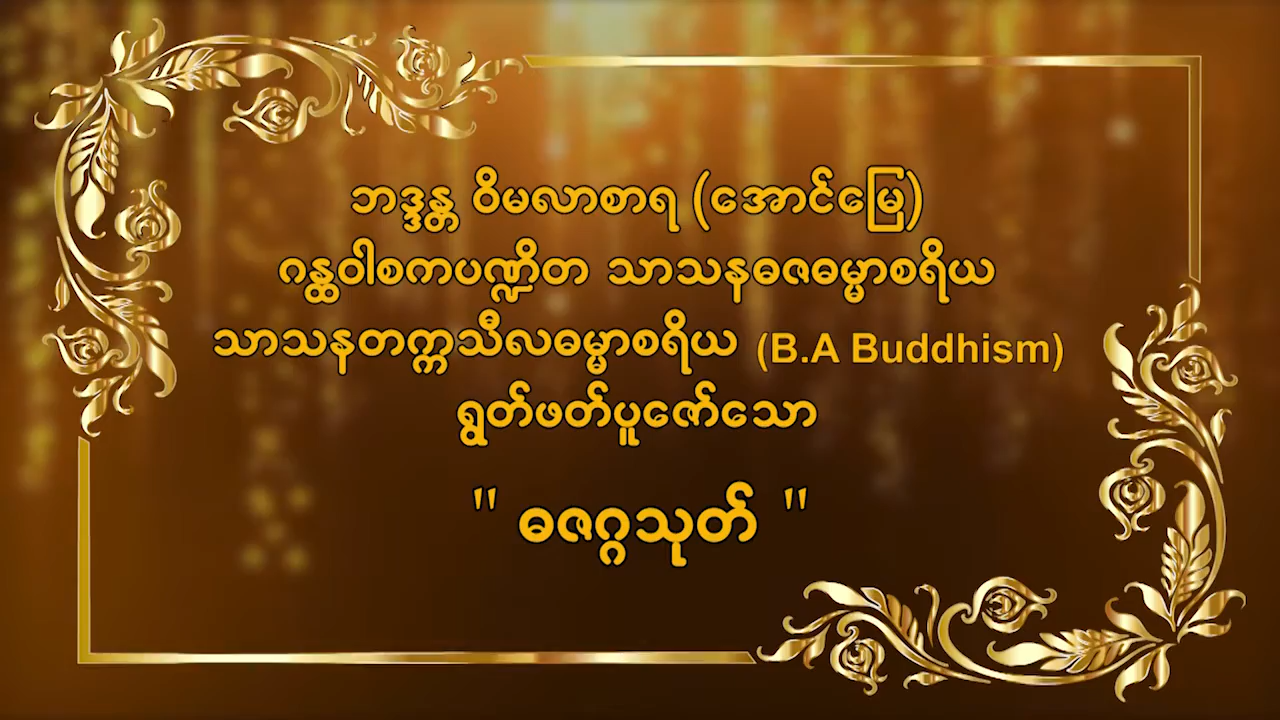 ဘဒ္ဒန္တ ဝိမလာစာရ (အောင်မြေ)
ဂန္ထဝါစကပဏ္ဍိတ သာသနဓဇဓမ္မာစရိယ
သာသနတက္ကသီလဓမ္မာစရိယ (B.A Buddhism)
ရွတ်ဖတ်ပူဇော်သော
" ဓဇဂ္ဂသုတ် "